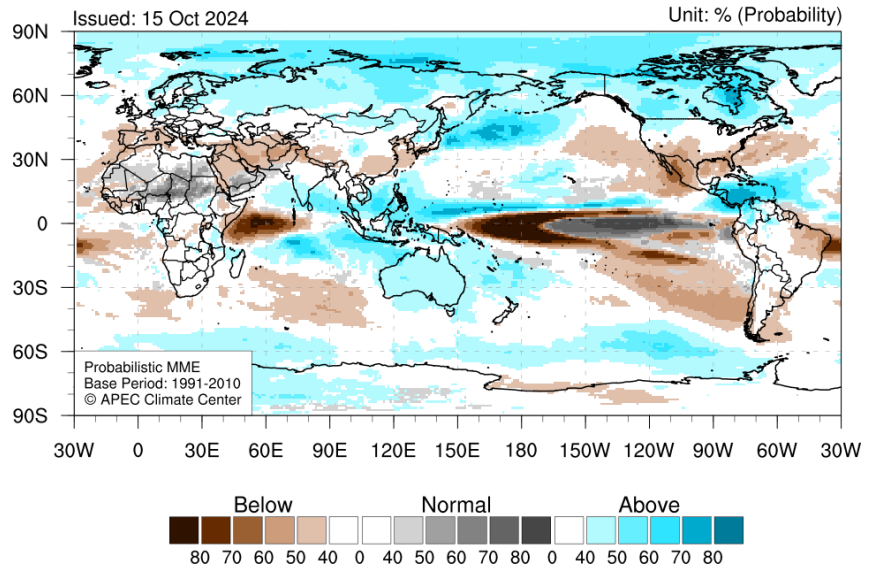 Issued: 15 Oct 2024
Unit: % (Probability)
90N
60N
30N
0
30S
60S
90S
Probabilistic MME
Base Period: 1991-2010
© APEC Climate Center
30W 0 30E 60E 90E 120E 150E 180 150W 120W 90W 60W 30W
Below Normal Above
80 70 60 50 40 0 40 50 60 70 80 0 40 50 60 70 80